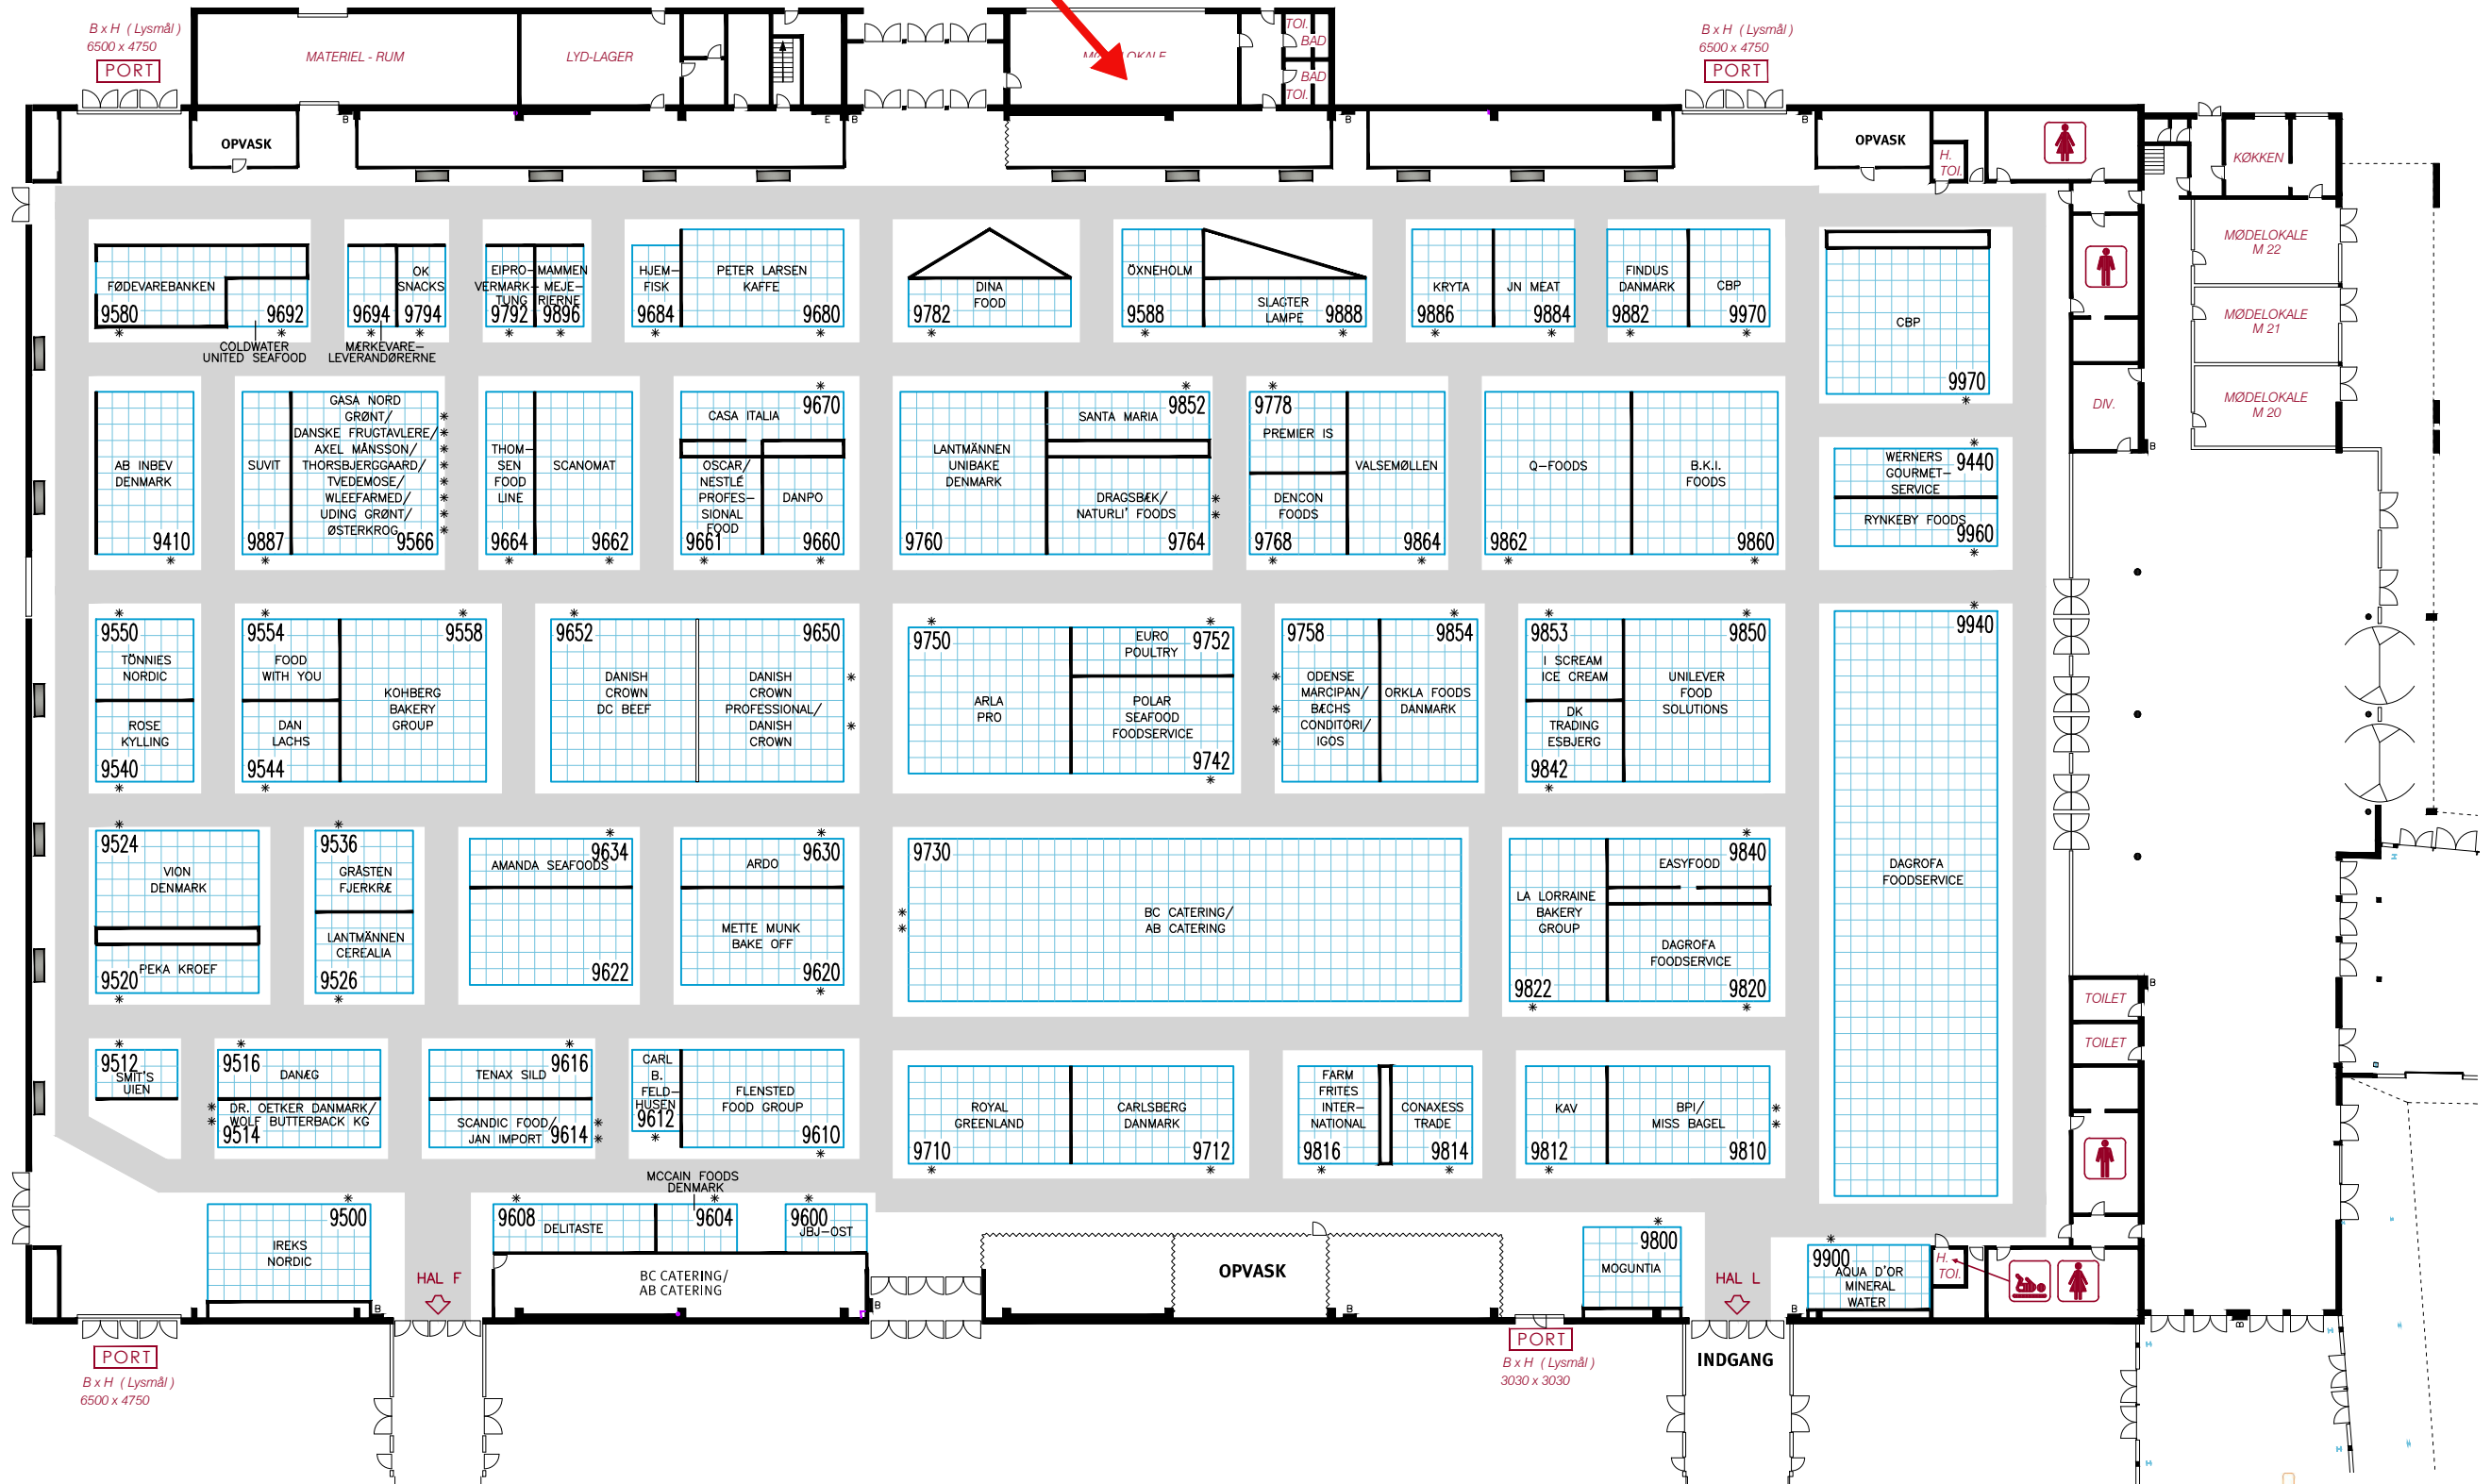 B x H ( Lysmål )
6500 x 4750
PORT
MATERIEL - RUM
LYD-LAGER
TOI.
BAD
BAD
TOI.
B x H ( Lysmål )
6500 x 4750
PORT
OPVASK
B
E
B
B
B
OPVASK
H.
TOI.
KØKKEN
MØDELOKALE
M 22
MØDELOKALE
M 21
MØDELOKALE
M 20
DIV.
B
FØDEVAREBANKEN
9580
9692
COLDWATER
UNITED SEAFOOD
9694
OK
SNACKS
9794
MÆRKEVARE-
LEVERANDØRERNE
EIPRO-
VERMARK-
TUNG
9792
MAMMEN
MEJE-
RIERNE
9896
HJEM-
FISK
9684
PETER LARSEN
KAFFE
9680
DINA
FOOD
9782
ÖXNEHOLM
9588
SLAGTER
LAMPE
9888
KRYTA
9886
JN MEAT
9884
FINDUS
DANMARK
9882
CBP
9970
CBP
9970
AB INBEV
DENMARK
9410
SUVIT
9887
GASA NORD
GRØNT/
DANSKE FRUGTAVLERE/
AXEL MÅNSSON/
THORSBJERGGAARD/
TVEDEMOSE/
WLEEFARMED/
UDING GRØNT/
ØSTERKROG
9566
THOM-
SEN
FOOD
LINE
9664
SCANOMAT
9662
9670
CASA ITALIA
OSCAR/
NESTLÉ
PROFES-
SIONAL
FOOD
9661
DANPO
9660
LANTMÄNNEN
UNIBAKE
DENMARK
9760
9852
SANTA MARIA
DRAGSBÆK/
NATURLI' FOODS
9764
9778
PREMIER IS
DENCON
FOODS
9768
VALSEMØLLEN
9864
Q-FOODS
9862
B.K.I.
FOODS
9860
WERNERS
GOURMET-
SERVICE
9440
RYNKEBY FOODS
9960
9550
TÖNNIES
NORDIC
ROSE
KYLLING
9540
9554
FOOD
WITH YOU
DAN
LACHS
9544
9558
KOHBERG
BAKERY
GROUP
9652
DANISH
CROWN
DC BEEF
9650
DANISH
CROWN
PROFESSIONAL/
DANISH
CROWN
9750
ARLA
PRO
EURO
POULTRY
9752
POLAR
SEAFOOD
FOODSERVICE
9742
9758
ODENSE
MARCIPAN/
BÆCHS
CONDITORI/
IGOS
9854
ORKLA FOODS
DANMARK
9853
I SCREAM
ICE CREAM
DK
TRADING
ESBJERG
9842
9850
UNILEVER
FOOD
SOLUTIONS
9940
DAGROFA
FOODSERVICE
9524
VION
DENMARK
PEKA KROEF
9520
9536
GRÅSTEN
FJERKRÆ
LANTMÄNNEN
CEREALIA
9526
9634
AMANDA SEAFOODS
9622
9630
ARDO
METTE MUNK
BAKE OFF
9620
9730
BC CATERING/
AB CATERING
LA LORRAINE
BAKERY
GROUP
9822
9840
EASYFOOD
DAGROFA
FOODSERVICE
9820
B
TOILET
TOILET
9512
SMIT'S
UIEN
9516
DANÆG
DR. OETKER DANMARK/
WOLF BUTTERBACK KG
9514
9616
TENAX SILD
SCANDIC FOOD/
JAN IMPORT
9614
CARL
B.
FELD-
HUSEN
9612
FLENSTED
FOOD GROUP
9610
ROYAL
GREENLAND
9710
CARLSBERG
DANMARK
9712
FARM
FRITES
INTER-
NATIONAL
9816
CONAXESS
TRADE
9814
KAV
9812
BPI/
MISS BAGEL
9810
9500
IREKS
NORDIC
HAL F
9608
DELITASTE
MCCAIN FOODS
DENMARK
9604
9600
JBJ-OST
BC CATERING/
AB CATERING
OPVASK
9800
MOGUNTIA
HAL L
9900
AQUA D'OR
MINERAL
WATER
H.
TOI.
B
B
B
B
B
PORT
B x H ( Lysmål )
6500 x 4750
PORT
B x H ( Lysmål )
3030 x 3030
INDGANG